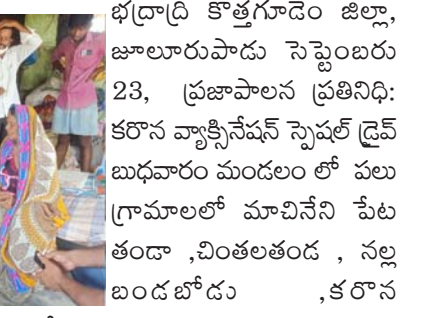 భద్రాద్రి కొత్తగూడెం జిల్లా,
జూలూరుపాడు సెప్టెంబరు
23, ప్రజాపాలన ప్రతినిధి:
కరొన వ్యాక్సినేషన్ స్పెషల్ డ్రైవ్
బుధవారం మండలం లో పలు
గ్రామాలలో మాచినేని పేట
తండా ,చింతలతండ , నల్ల
బండబోడు ,కరొన